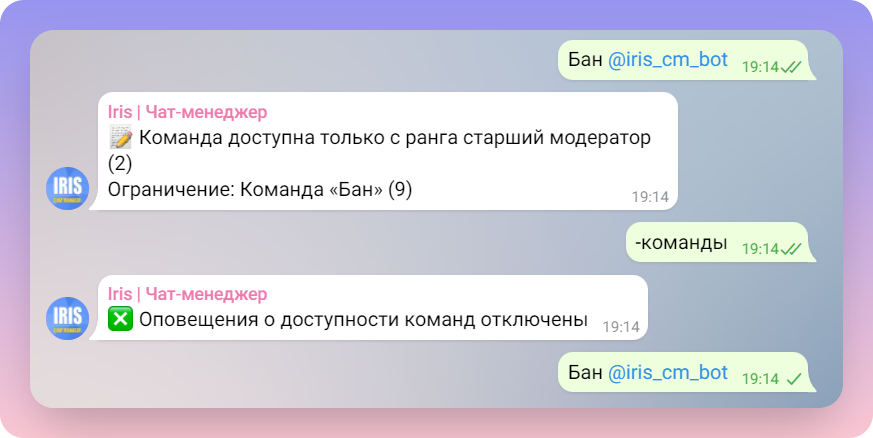 Бан @iris_cm_bot 19:14
Iris | Чат-менеджер
Команда доступна только с ранга старший модератор
(2)
Ограничение: Команда «Бан» (9)
19:14
IRIS
-команды 19:14
Iris | Чат-менеджер
Оповещения о доступности команд отключены 19:14
IRIS
Бан @iris_cm_bot 19:14